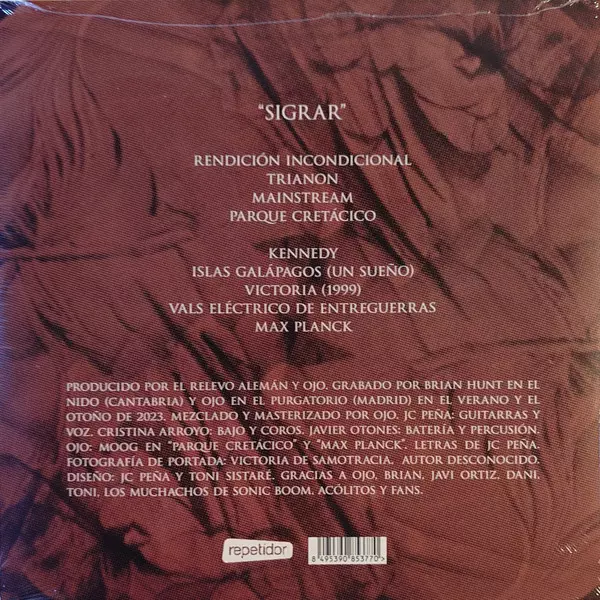 "SIGRAR"
RENDICIÓN INCONDICIONAL
TRIANON
MAINSTREAM
PARQUE CRETÁCICO
KENNEDY
ISLAS GALÁPAGOS (UN SUEÑO)
VICTORIA (1999)
VALS ELÉCTRICO DE ENTREGUERRAS
MAX PLANCK
PRODUCIDO POR EL RELEVO ALEMÁN Y OJO. GRABADO POR BRIAN HUNT EN EL
NIDO (CANTABRIA) Y OJO EN EL PURGATORIO (MADRID) EN EL VERANO Y EL
OTOÑO DE 2023. MEZCLADO Y MASTERIZADO POR OJO. JC PEÑA: GUITARRAS Y
VOZ. CRISTINA ARROYO: BAJO Y COROS. JAVIER OTONES: BATERÍA Y PERCUSIÓN.
OJO: MOOG EN "PARQUE CRETÁCICO" Y "MAX PLANCK". LETRAS DE JC PEÑA.
FOTOGRAFÍA DE PORTADA: VICTORIA DE SAMOTRACIA. AUTOR DESCONOCIDO.
DISEÑO: JC PEÑA Y TONI SISTARÉ. GRACIAS A OJO, BRIAN, JAVI ORTIZ, DANI,
TONI, LOS MUCHACHOS DE SONIC BOOM, ACÓLITOS Y FANS.
repetidor
8 495390 853770 >